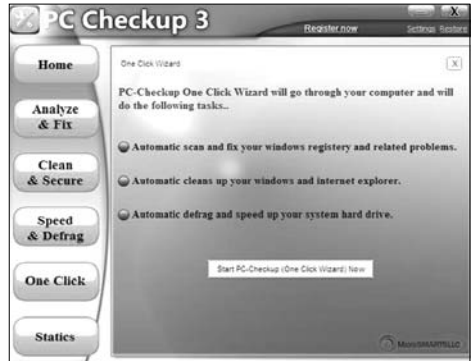 PC Checkup 3
Register now
Settings Restore
Home
Analyze
& Fix
Clean
& Secure
Speed
& Defrag
One Click
Statics
One Click Wizard
X
PC-Checkup One Click Wizard will go through your computer and will
do the following tasks..
Automatic scan and fix your windows registery and related problems.
Automatic cleans up your windows and internet explorer.
Automatic defrag and speed up your system hard drive.
Start PC-Checkup (One Click Wizard) Now
MicroSMARTSLLC